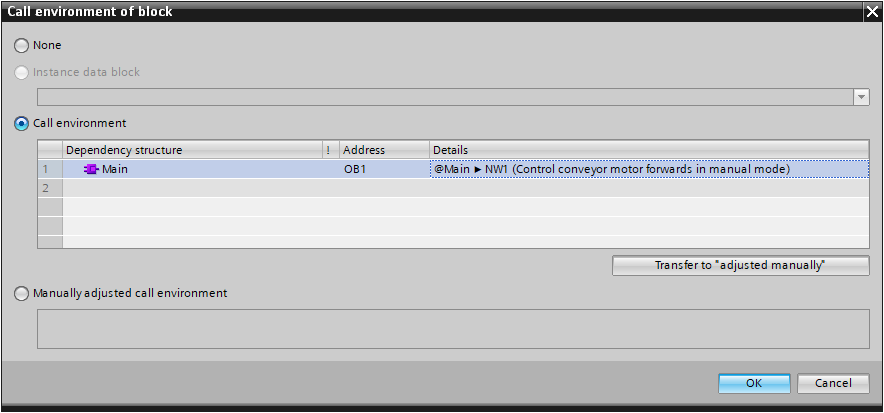 Call environment of block
None
Instance data block
Call environment
Dependency structure ! Address Details
1 Main OB1 @Main ▶ NW1 (Control conveyor motor forwards in manual mode)
2
Transfer to "adjusted manually"
Manually adjusted call environment
OK Cancel